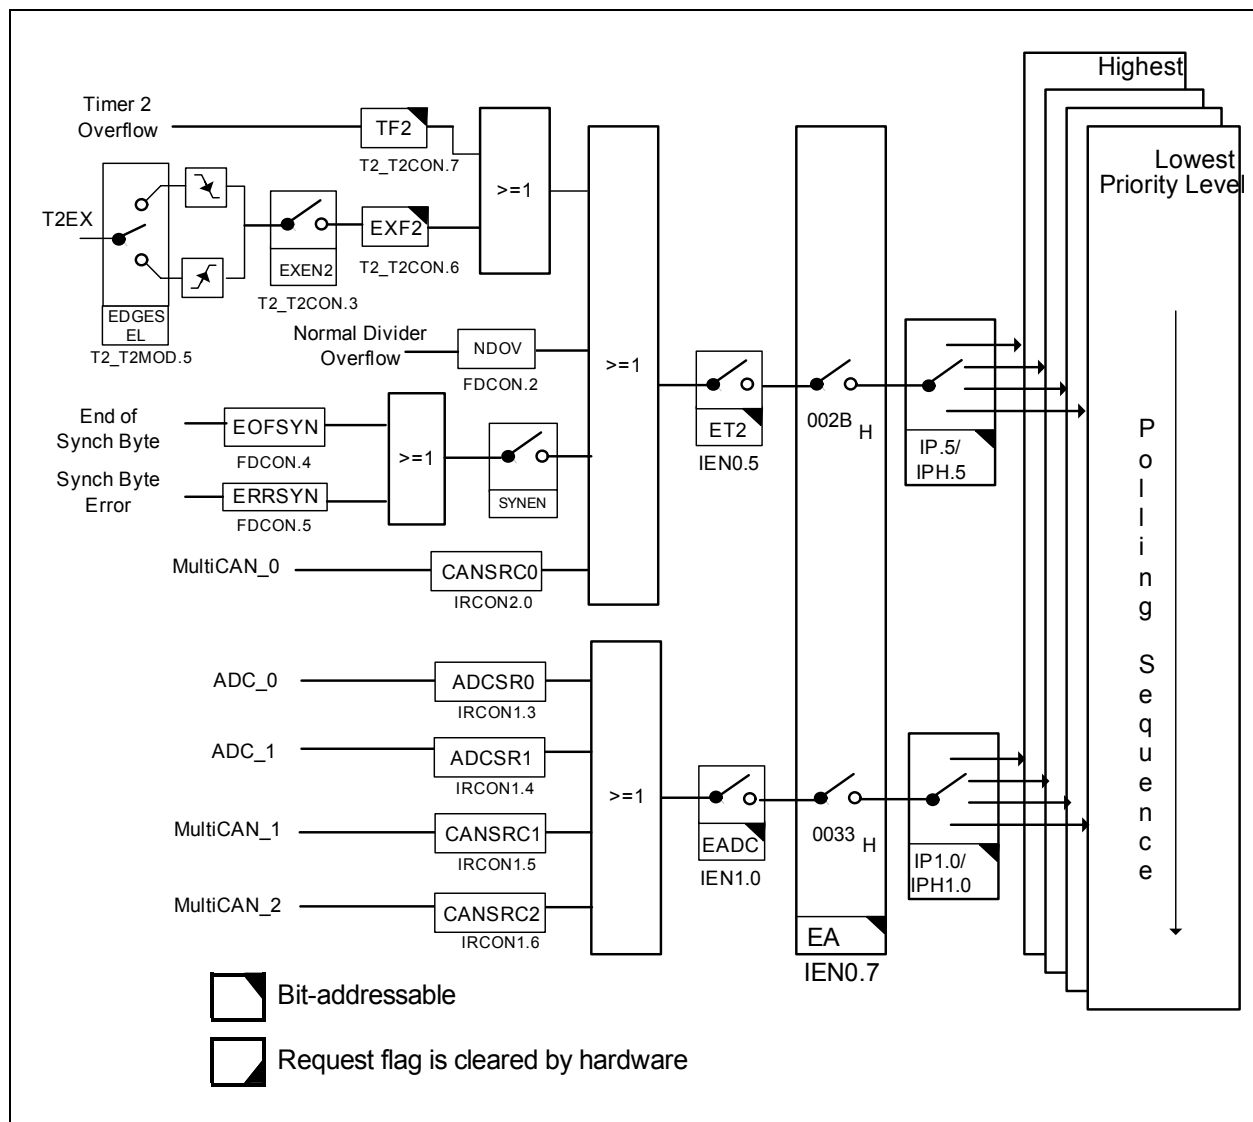 Highest
Lowest
Priority Level
Timer 2
Overflow
TF2
T2_T2CON.7
>=1
T2EX
EXF2
T2_T2CON.6
EXEN2
T2_T2CON.3
EDGES
EL
T2_T2MOD.5
Normal Divider
Overflow
NDOV
FDCON.2
>=1
End of
Synch Byte
EOFSYN
FDCON.4
>=1
Synch Byte
Error
ERRSYN
FDCON.5
SYNEN
MultiCAN_0
CANSRC0
IRCON2.0
ET2
IEN0.5
002B H
IP.5/
IPH.5
ADC_0
ADCSR0
IRCON1.3
ADC_1
ADCSR1
IRCON1.4
MultiCAN_1
CANSRC1
IRCON1.5
MultiCAN_2
CANSRC2
IRCON1.6
>=1
EADC
IEN1.0
0033 H
IP1.0/
IPH1.0
EA
IEN0.7
Polling Sequence
Bit-addressable
Request flag is cleared by hardware